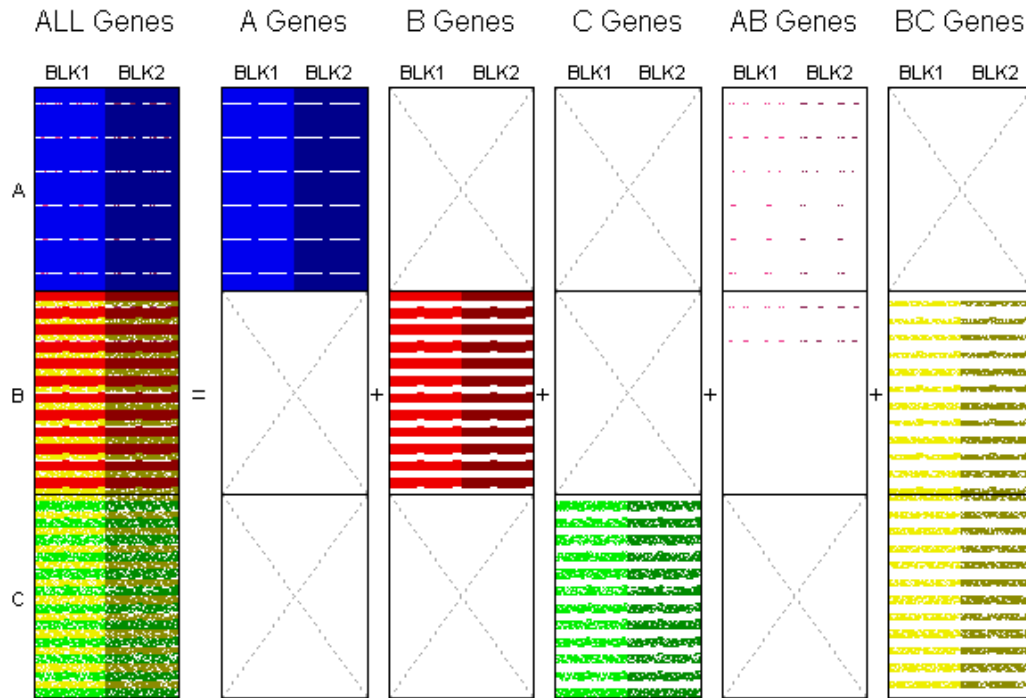 ALL Genes A Genes B Genes C Genes AB Genes BC Genes
BLK1 BLK2 BLK1 BLK2 BLK1 BLK2 BLK1 BLK2 BLK1 BLK2 BLK1 BLK2
A
B = + + + +
C